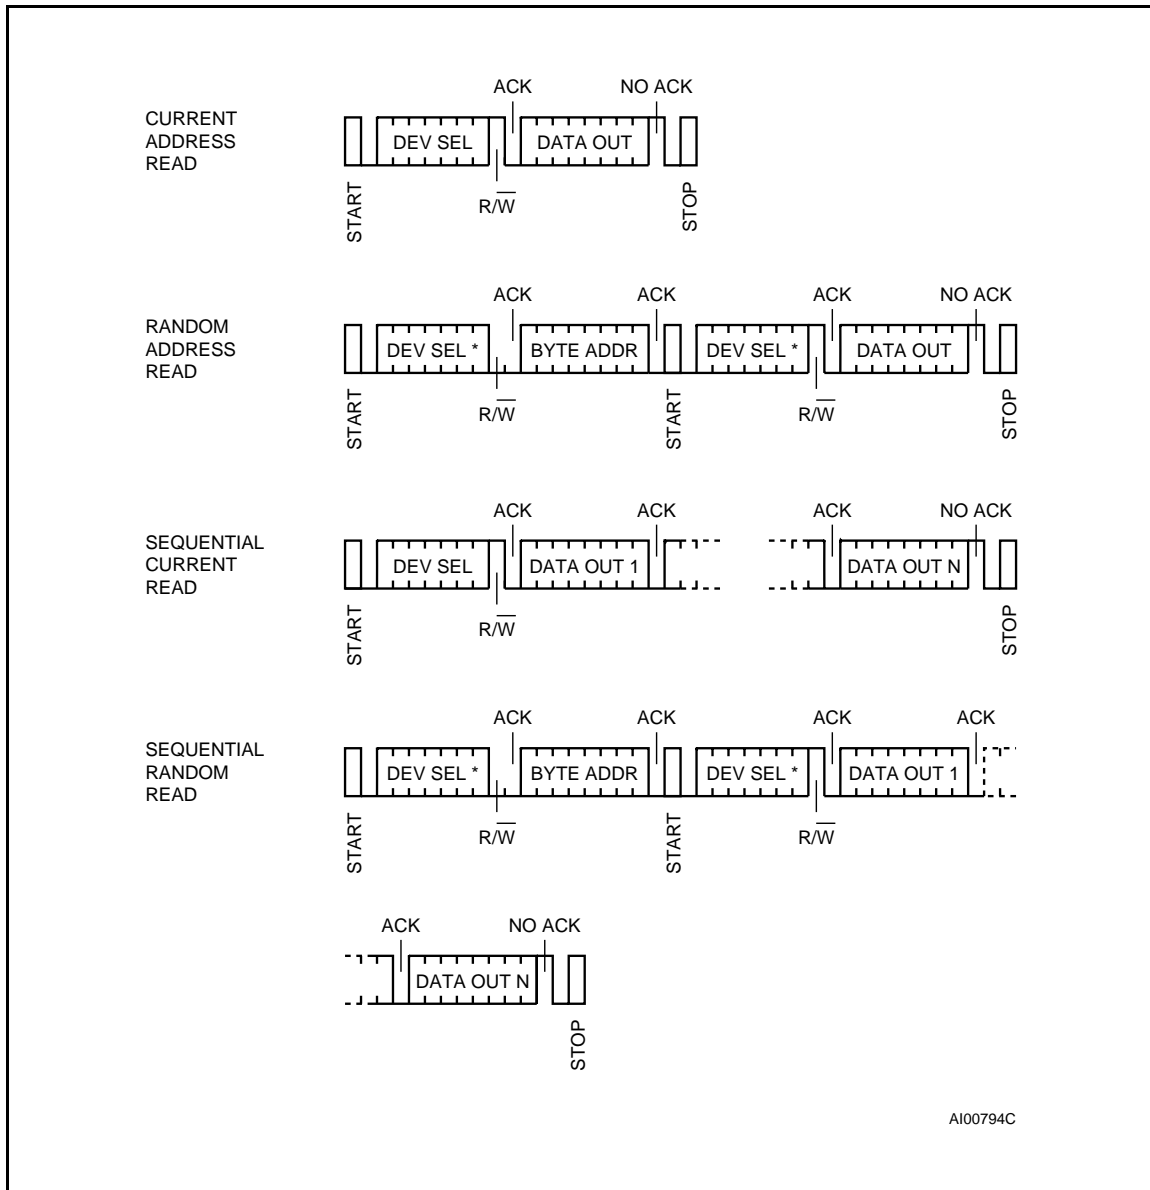 ACK NO ACK
CURRENT
ADDRESS
READ
DEV SEL DATA OUT
R/W̅
START STOP
ACK ACK ACK NO ACK
RANDOM
ADDRESS
READ
DEV SEL * BYTE ADDR DEV SEL * DATA OUT
R/W̅ R/W̅
START START STOP
ACK ACK ACK NO ACK
SEQUENTIAL
CURRENT
READ
DEV SEL DATA OUT 1 DATA OUT N
R/W̅
START STOP
ACK ACK ACK ACK
SEQUENTIAL
RANDOM
READ
DEV SEL * BYTE ADDR DEV SEL * DATA OUT 1
R/W̅ R/W̅
START START
ACK NO ACK
DATA OUT N
STOP
AI00794C